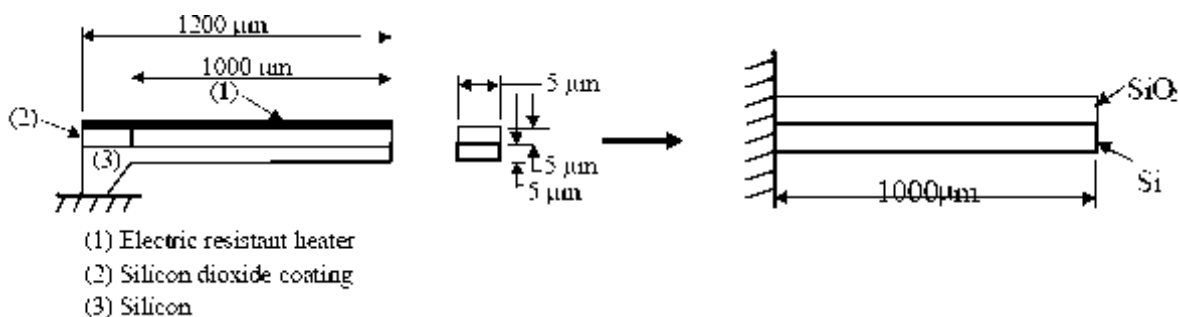 1200 μm
1000 μm
(1)
(2)
(3)
5 μm
5 μm
5 μm
SiO₂
Si
1000μm
(1) Electric resistant heater
(2) Silicon dioxide coating
(3) Silicon